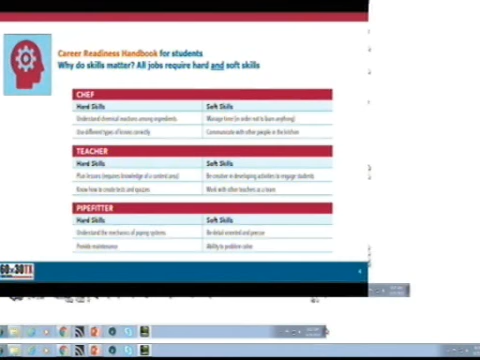 Career Readiness Handbook for students
Why do skills matter? All jobs require hard and soft skills
CHEF
Hard Skills Soft Skills
Understand chemical reactions among ingredients Manage time (in order not to burn anything)
Use different types of knives correctly Communicate with other people in the kitchen
TEACHER
Hard Skills Soft Skills
Plan lessons (requires knowledge of a content area) Be creative in developing activities to engage students
Know how to create tests and quizzes Work with other teachers as a team
PIPEFITTER
Hard Skills Soft Skills
Understand the mechanics of piping systems Be detail oriented and precise
Provide maintenance Ability to problem solve
60x30TX